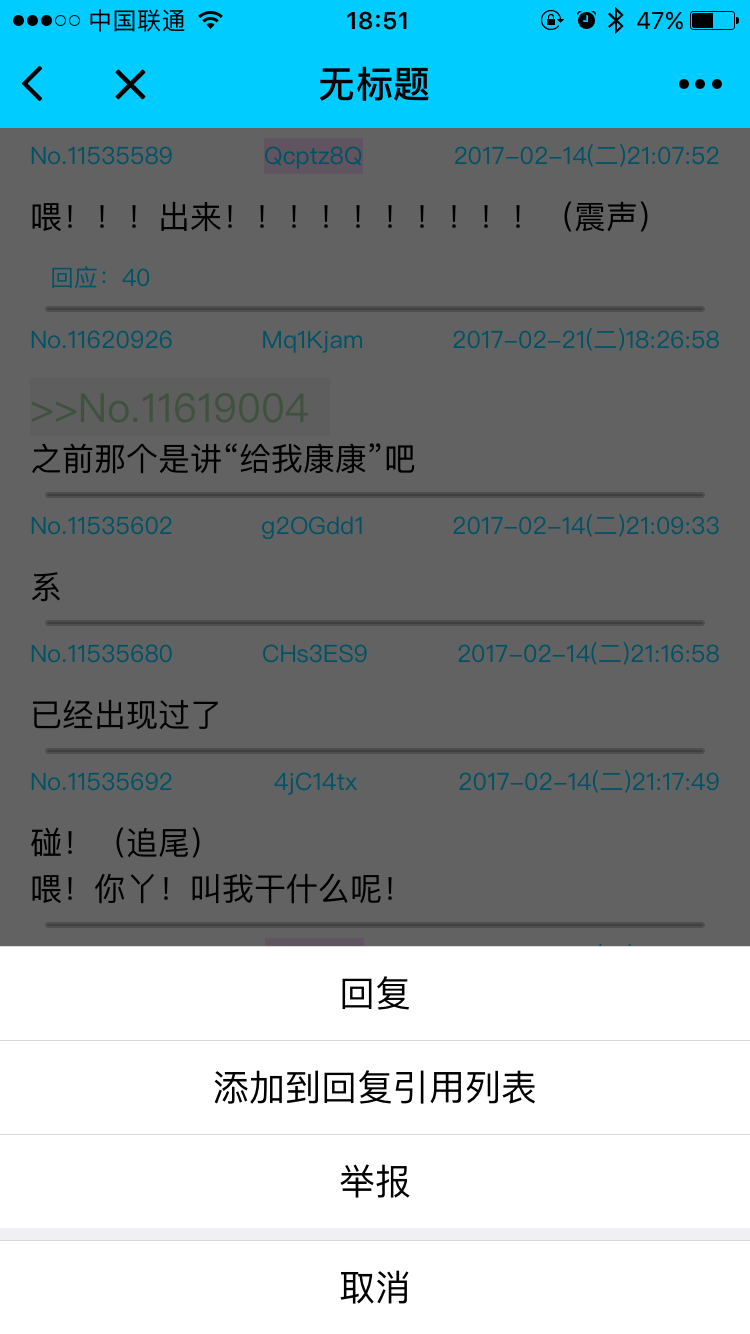 中国联通 18:51 47%
无标题
No.11535589 Qcptz8Q 2017-02-14(二)21:07:52
喂！！！出来！！！！！！！！！！（震声）
回应：40
No.11620926 Mq1Kjam 2017-02-21(二)18:26:58
>>No.11619004
之前那个是讲“给我康康”吧
No.11535602 g2OGdd1 2017-02-14(二)21:09:33
系
No.11535680 CHs3ES9 2017-02-14(二)21:16:58
已经出现过了
No.11535692 4jC14tx 2017-02-14(二)21:17:49
碰！（追尾）
喂！你丫！叫我干什么呢！
回复
添加到回复引用列表
举报
取消